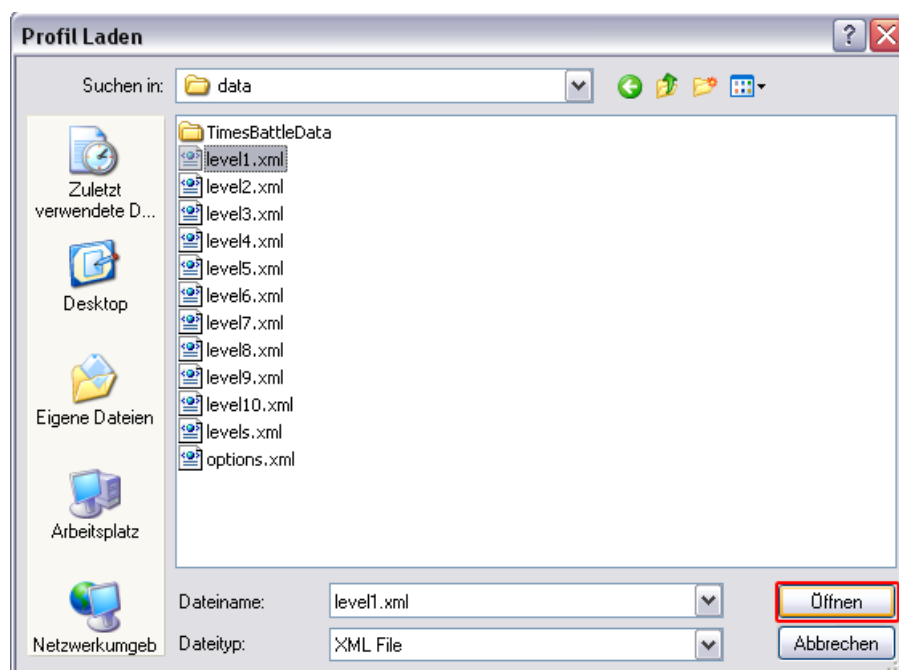 Profil Laden
Suchen in:
data
Zuletzt
verwendete D...
Desktop
Eigene Dateien
Arbeitsplatz
Netzwerkumgeb
TimesBattleData
level1.xml
level2.xml
level3.xml
level4.xml
level5.xml
level6.xml
level7.xml
level8.xml
level9.xml
level10.xml
levels.xml
options.xml
Dateiname:
level1.xml
Öffnen
Dateityp:
XML File
Abbrechen